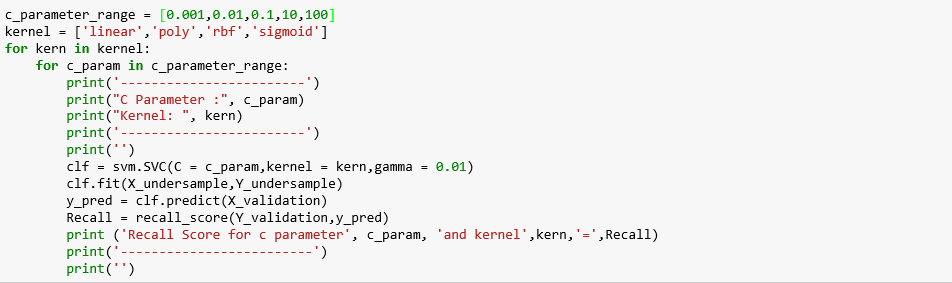 c_parameter_range = [0.001,0.01,0.1,10,100]
kernel = ['linear','poly','rbf','sigmoid']
for kern in kernel:
    for c_param in c_parameter_range:
        print('------------------------')
        print("C Parameter :", c_param)
        print("Kernel: ", kern)
        print('------------------------')
        print('')
        clf = svm.SVC(C = c_param,kernel = kern,gamma = 0.01)
        clf.fit(X_undersample,Y_undersample)
        y_pred = clf.predict(X_validation)
        Recall = recall_score(Y_validation,y_pred)
        print ('Recall Score for c parameter', c_param, 'and kernel',kern,'=',Recall)
        print('-------------------------')
        print('')